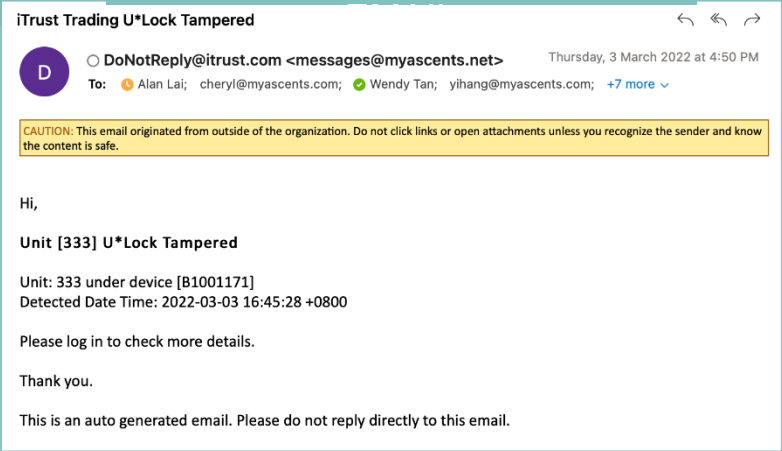 iTrust Trading U*Lock Tampered
D
DoNotReply@itrust.com <messages@myascents.net>
Thursday, 3 March 2022 at 4:50 PM
To: Alan Lai; cheryl@myascents.com; Wendy Tan; yihang@myascents.com; +7 more
CAUTION: This email originated from outside of the organization. Do not click links or open attachments unless you recognize the sender and know
the content is safe.
Hi,
Unit [333] U*Lock Tampered
Unit: 333 under device [B1001171]
Detected Date Time: 2022-03-03 16:45:28 +0800
Please log in to check more details.
Thank you.
This is an auto generated email. Please do not reply directly to this email.